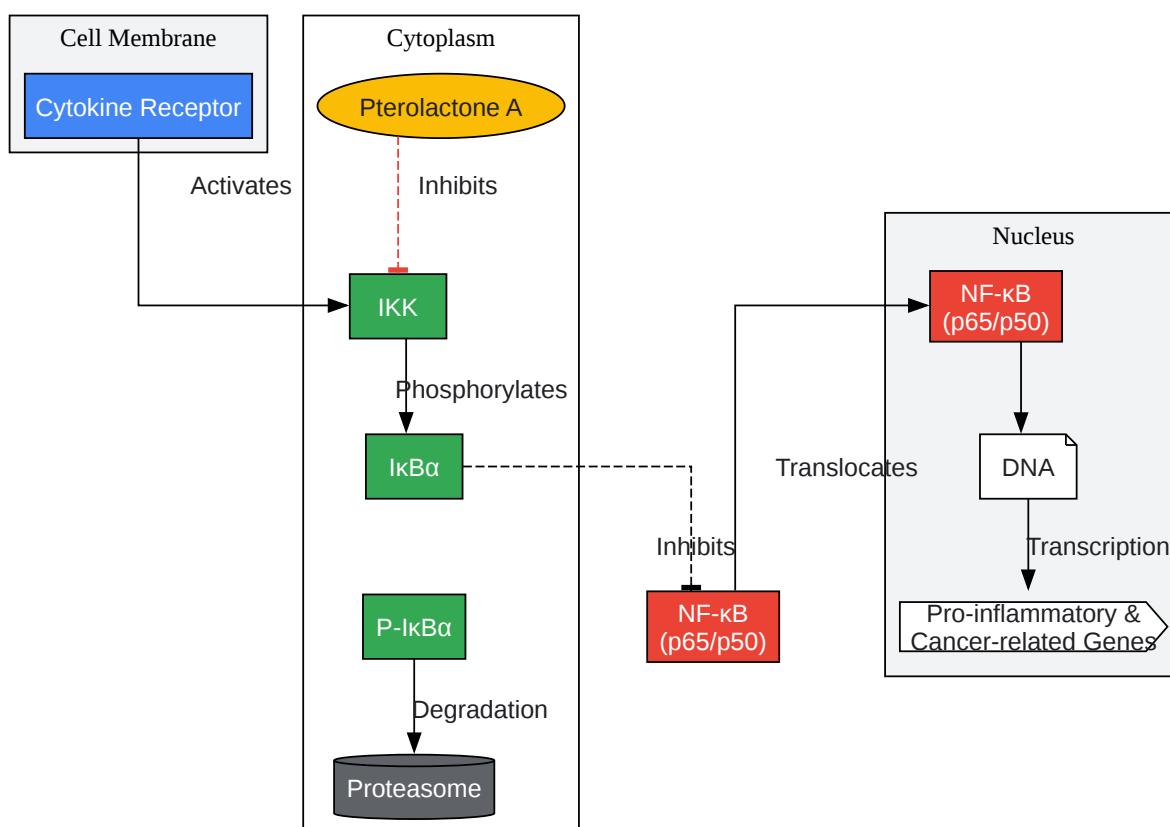 Cell Membrane
Cytokine Receptor
Activates
Cytoplasm
Pterolactone A
Inhibits
IKK
Phosphorylates
IκBα
P-IκBα
Degradation
Proteasome
Inhibits
NF-κB
(p65/p50)
Translocates
Nucleus
NF-κB
(p65/p50)
DNA
Transcription
Pro-inflammatory &
Cancer-related Genes